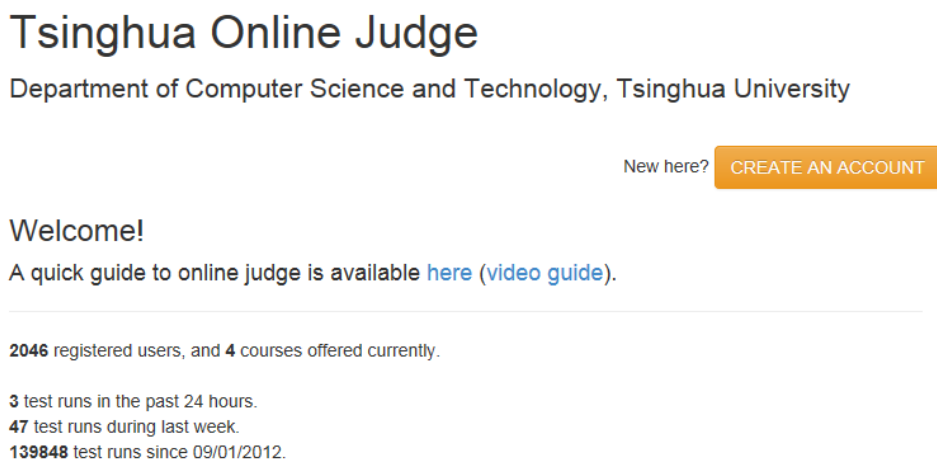 Tsinghua Online Judge
Department of Computer Science and Technology, Tsinghua University
New here? CREATE AN ACCOUNT
Welcome!
A quick guide to online judge is available here (video guide).
2046 registered users, and 4 courses offered currently.
3 test runs in the past 24 hours.
47 test runs during last week.
139848 test runs since 09/01/2012.